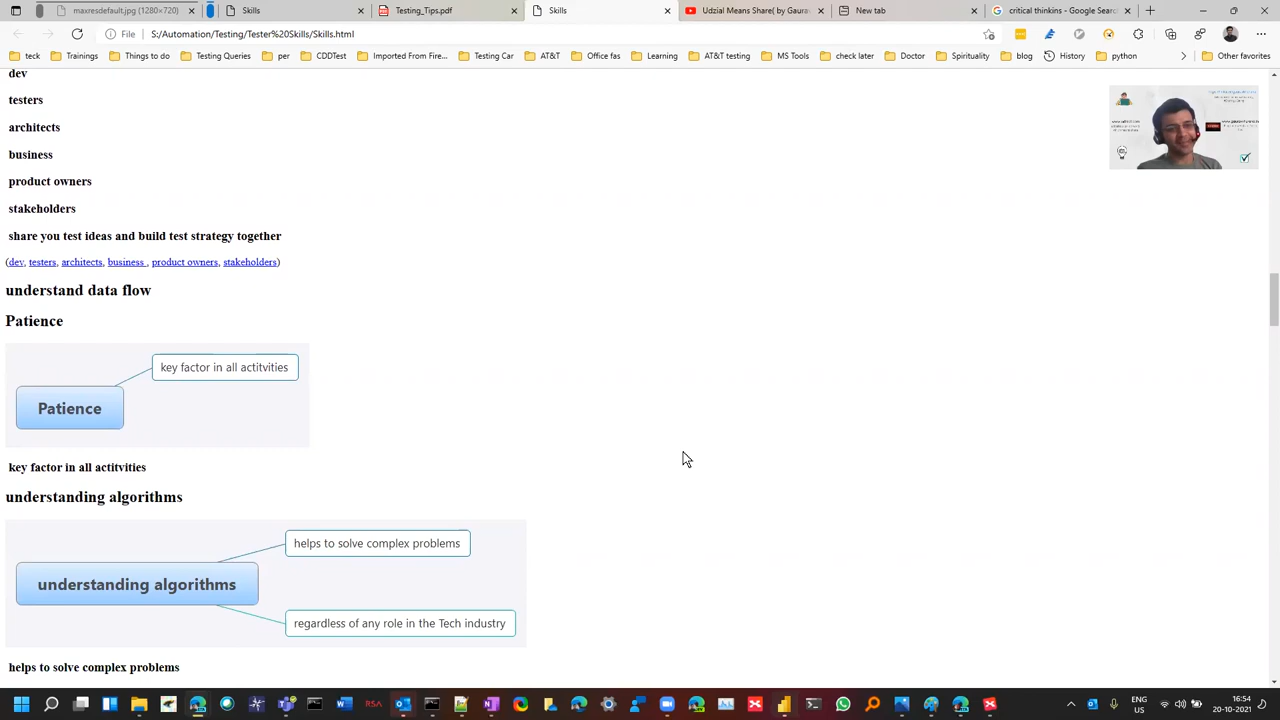 maxresdefault.jpg (1280×720)
Skills
Testing_Tips.pdf
Skills
Udzial Means Share( by Gaurav
New tab
critical thinkins - Google Search
File
S:/Automation/Testing/Tester%20Skills/Skills.html
teck
Trainings
Things to do
Testing Queries
per
CDDTest
Imported From Fire...
Testing Car
AT&T
Office fas
Learning
AT&T testing
MS Tools
check later
Doctor
Spirituality
blog
History
python
Other favorites
dev
testers
architects
business
product owners
stakeholders
share you test ideas and build test strategy together
(dev, testers, architects, business , product owners, stakeholders)
understand data flow
Patience
key factor in all actitvities
Patience
key factor in all actitvities
understanding algorithms
helps to solve complex problems
understanding algorithms
regardless of any role in the Tech industry
helps to solve complex problems
RSA
ENG
US
16:54
20-10-2021